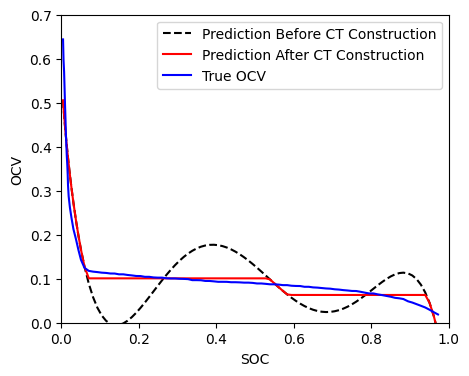 Prediction Before CT Construction
Prediction After CT Construction
True OCV
0.7
0.6
0.5
0.4
0.3
0.2
0.1
0.0
OCV
0.0 0.2 0.4 0.6 0.8 1.0
SOC